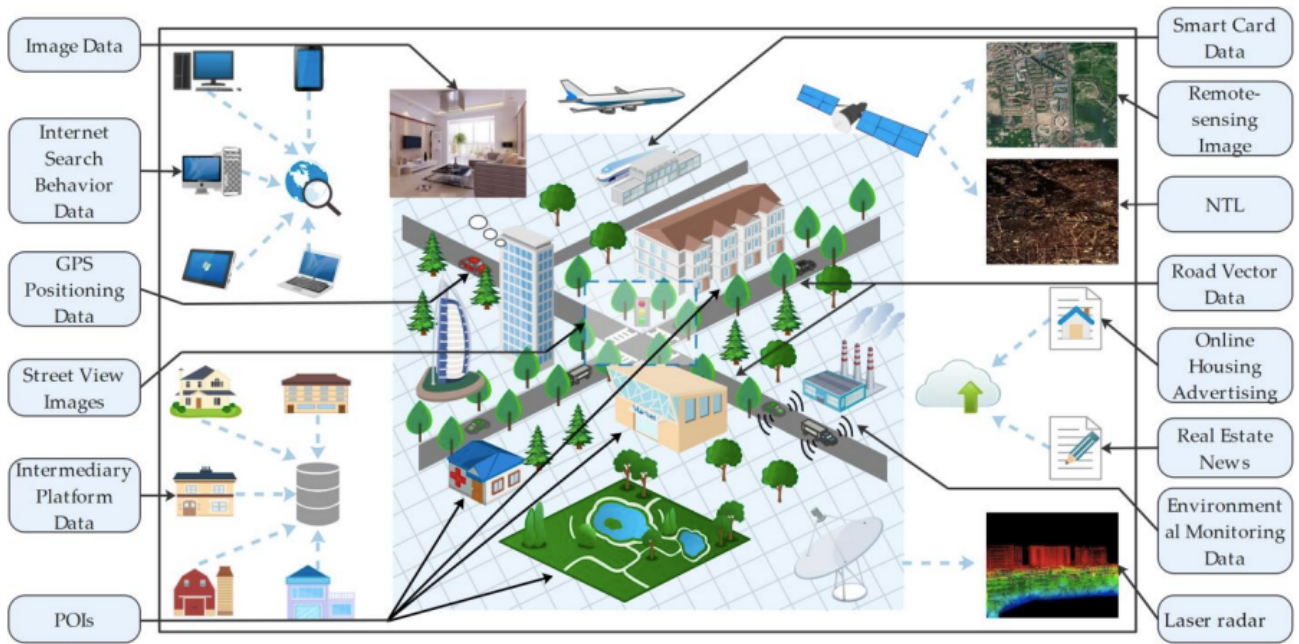 Image Data
Internet
Search
Behavior
Data
GPS
Positioning
Data
Street View
Images
Intermediary
Platform
Data
POIs
Market
Smart Card
Data
Remote-
sensing
Image
NTL
Road Vector
Data
Online
Housing
Advertising
Real Estate
News
Environment
al Monitoring
Data
Laser radar